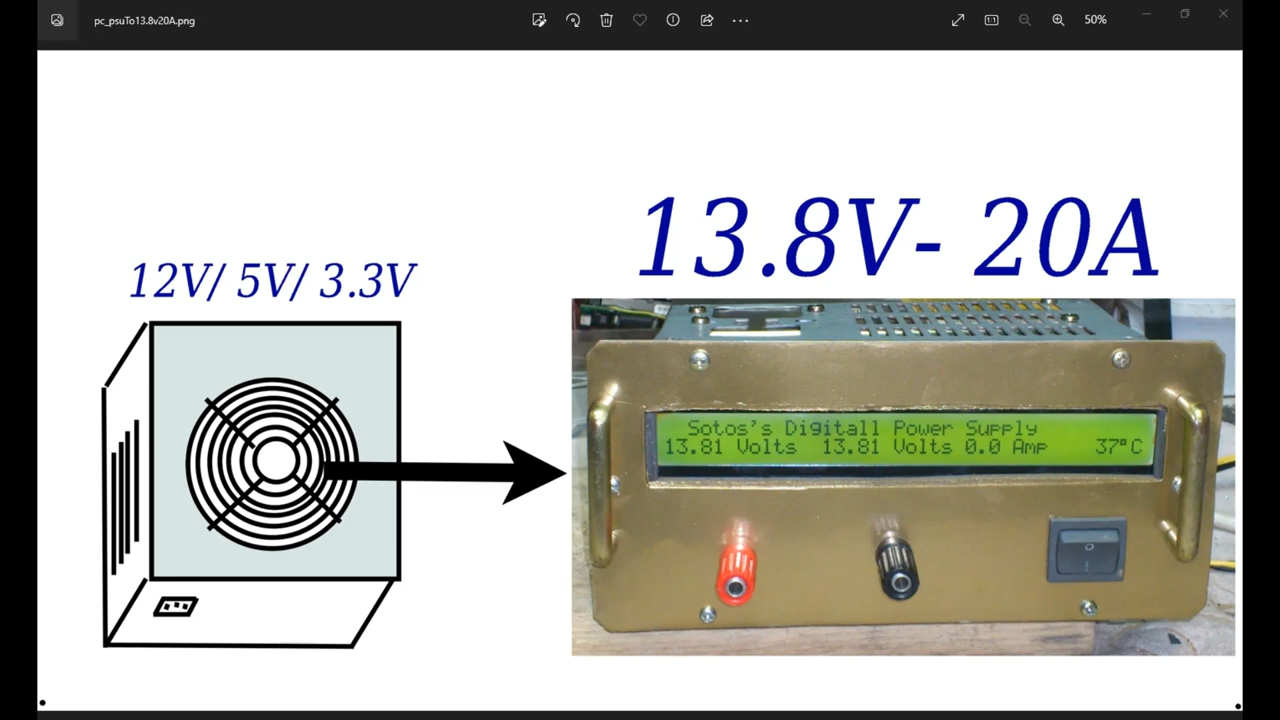 pc_psuTo13.8v20A.png
50%
13.8V- 20A
12V/ 5V/ 3.3V
Sotos's Digitall Power Supply
13.81 Volts 13.81 Volts 0.0 Amp 37°C